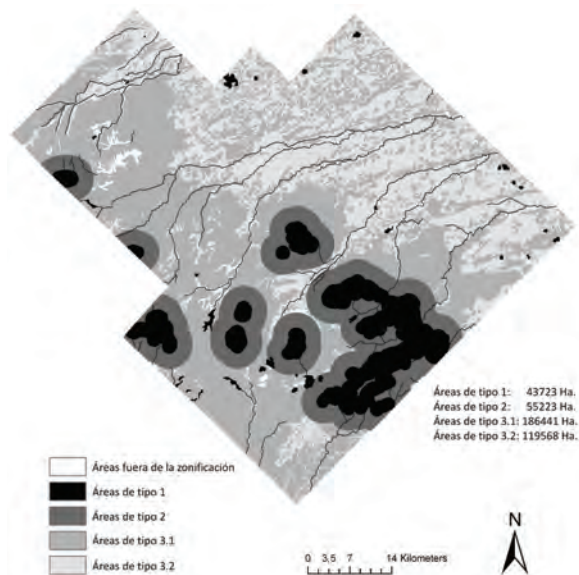 Áreas de tipo 1: 43723 Ha.
Áreas de tipo 2: 55223 Ha.
Áreas de tipo 3.1: 186441 Ha.
Áreas de tipo 3.2: 119568 Ha.
Áreas fuera de la zonificación
Áreas de tipo 1
Áreas de tipo 2
Áreas de tipo 3.1
Áreas de tipo 3.2
0 3,5 7 14 Kilometers
N